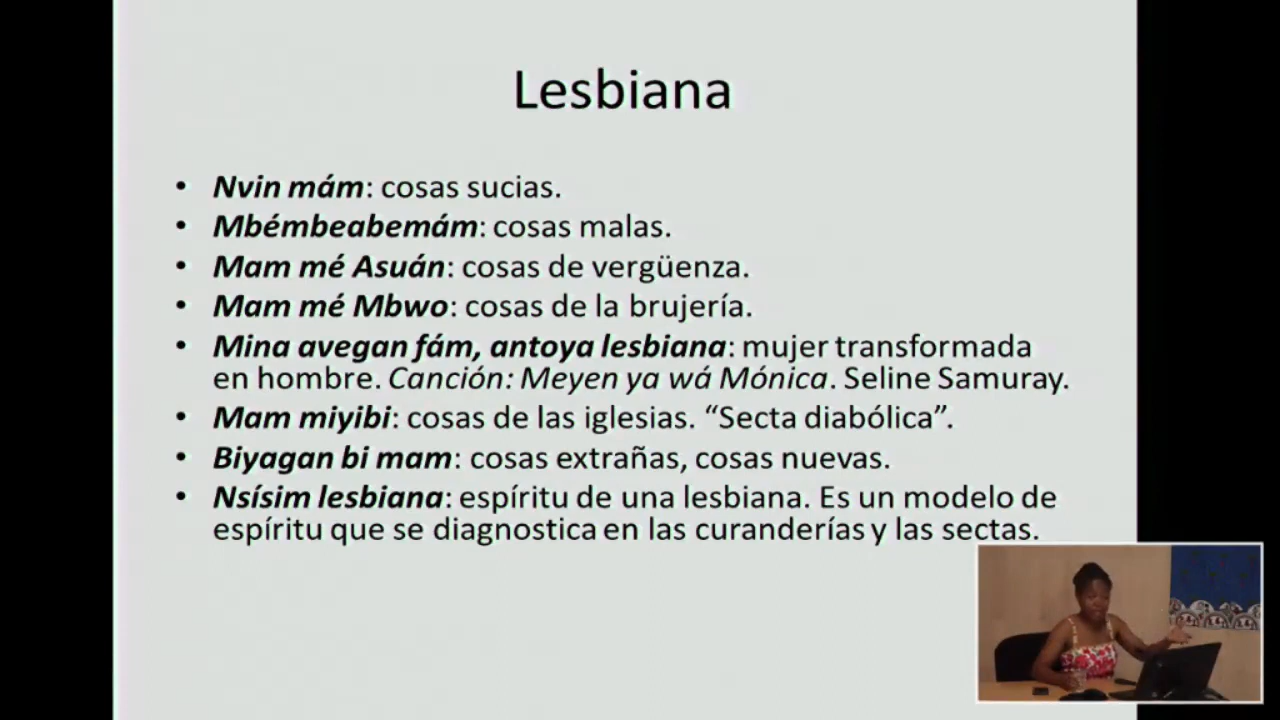 Lesbiana
• Nvin mám: cosas sucias.
• Mbémbeabemám: cosas malas.
• Mam mé Asuán: cosas de vergüenza.
• Mam mé Mbwo: cosas de la brujería.
• Mina avegan fám, antoya lesbiana: mujer transformada
en hombre. Canción: Meyen ya wá Mónica. Seline Samuray.
• Mam miyibi: cosas de las iglesias. “Secta diabólica”.
• Biyagan bi mam: cosas extrañas, cosas nuevas.
• Nsísim lesbiana: espíritu de una lesbiana. Es un modelo de
espíritu que se diagnostica en las curanderías y las sectas.